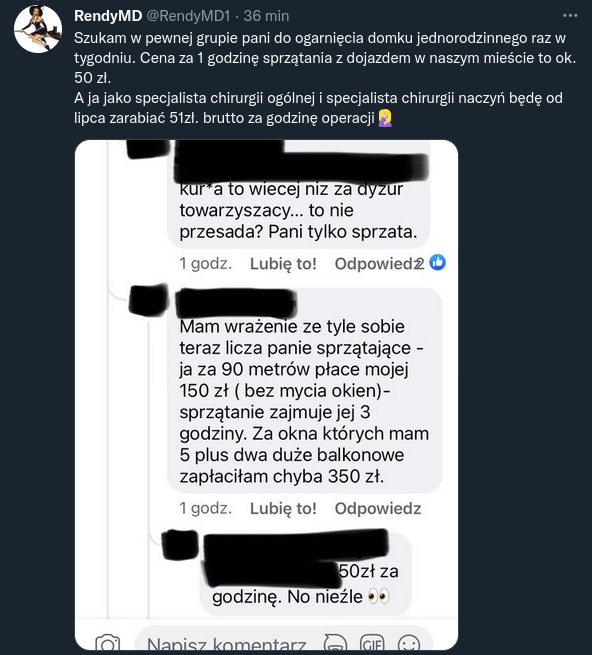 RendyMD @RendyMD1 · 36 min
Szukam w pewnej grupie pani do ogarnięcia domku jednorodzinnego raz w
tygodniu. Cena za 1 godzinę sprzątania z dojazdem w naszym mieście to ok.
50 zł.
A ja jako specjalista chirurgii ogólnej i specjalista chirurgii naczyń będę od
lipca zarabiać 51zł. brutto za godzinę operacji 🤦🏼‍♀️
kur*a to wiecej niz za dyzur
towarzyszacy... to nie
przesada? Pani tylko sprzata.
1 godz. Lubię to! Odpowiedz 2
Mam wrażenie ze tyle sobie
teraz licza panie sprzątające -
ja za 90 metrów płace mojej
150 zł ( bez mycia okien)-
sprzątanie zajmuje jej 3
godziny. Za okna których mam
5 plus dwa duże balkonowe
zapłaciłam chyba 350 zł.
1 godz. Lubię to! Odpowiedz
50zł za
godzinę. No nieźle 👀
Napisz komentarz
GIF